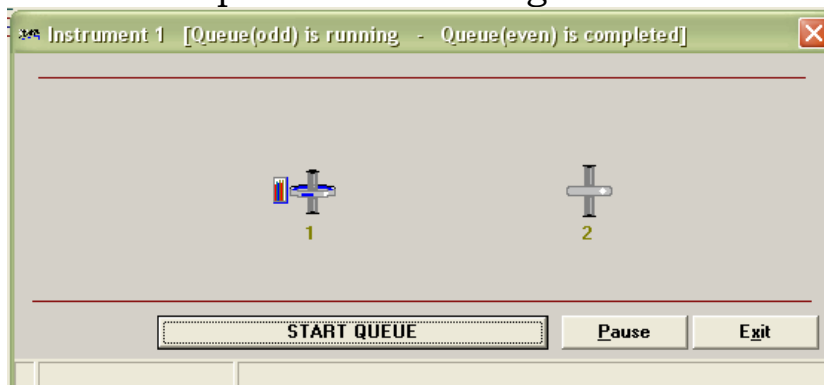 Instrument 1 [Queue(odd) is running - Queue(even) is completed]
1 2
START QUEUE Pause Exit